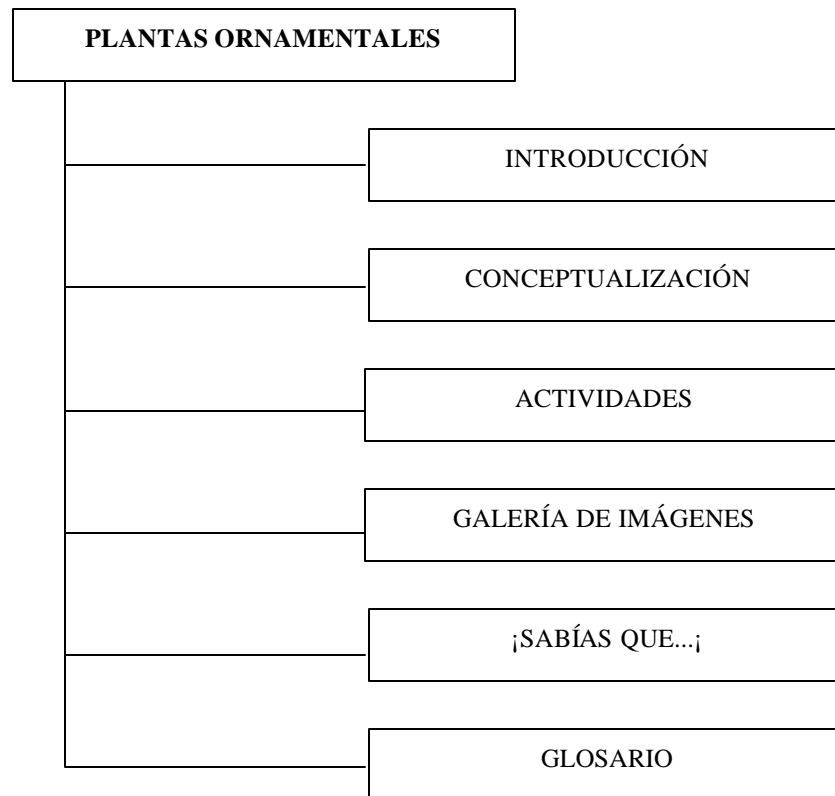 PLANTAS ORNAMENTALES
INTRODUCCIÓN
CONCEPTUALIZACIÓN
ACTIVIDADES
GALERÍA DE IMÁGENES
¡SABÍAS QUE...¡
GLOSARIO